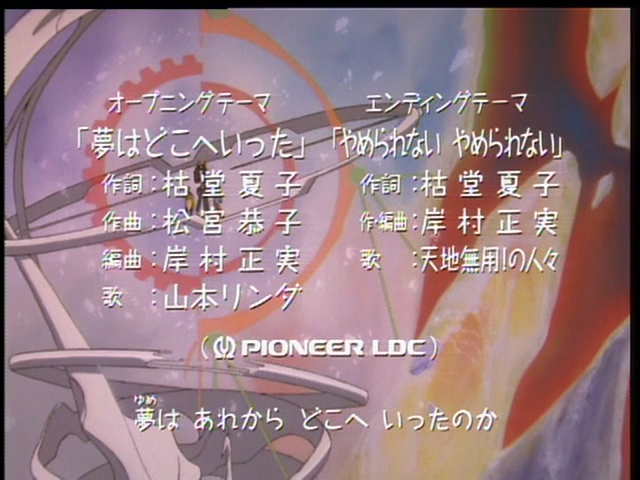 オープニングテーマ
「夢はどこへいった」
作詞：枯堂夏子
作曲：松宮恭子
編曲：岸村正実
歌　：山本リンダ
エンディングテーマ
「やめられない やめられない」
作詞：枯堂夏子
作編曲：岸村正実
歌　：天地無用!の人々
(PIONEER LDC)
ゆめ
夢は あれから どこへ いったのか